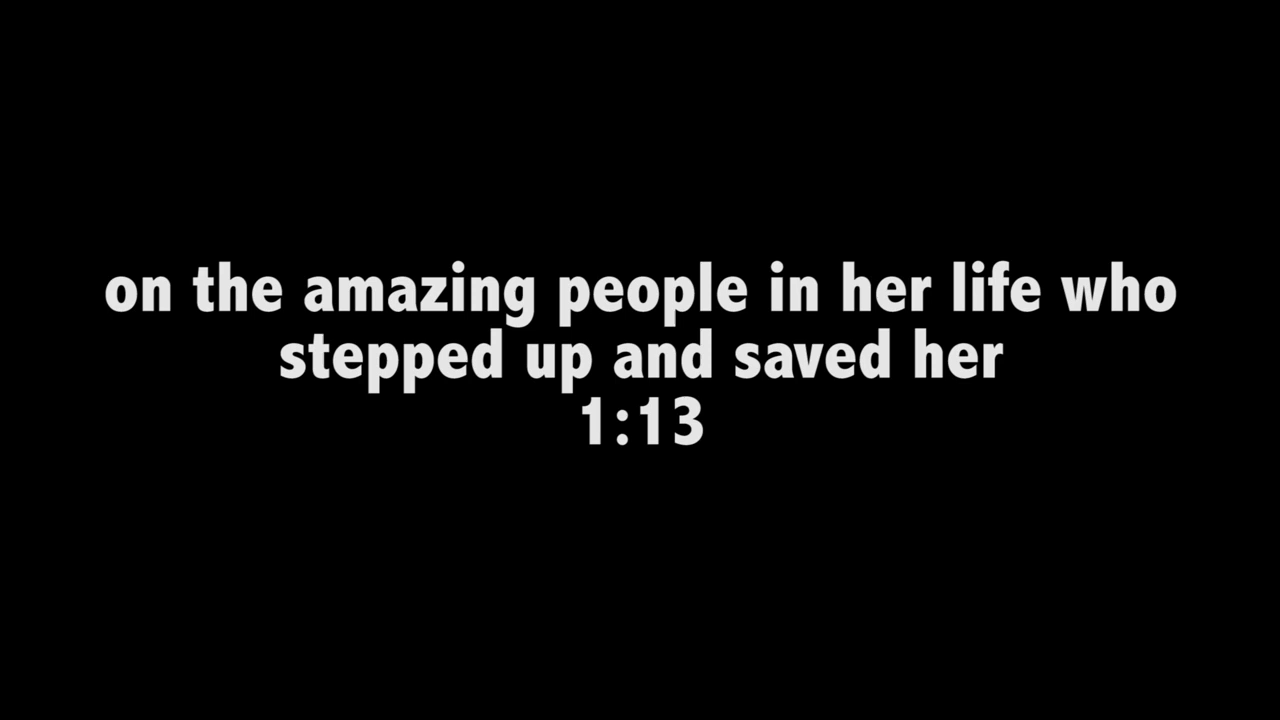 on the amazing people in her life who
stepped up and saved her
1:13